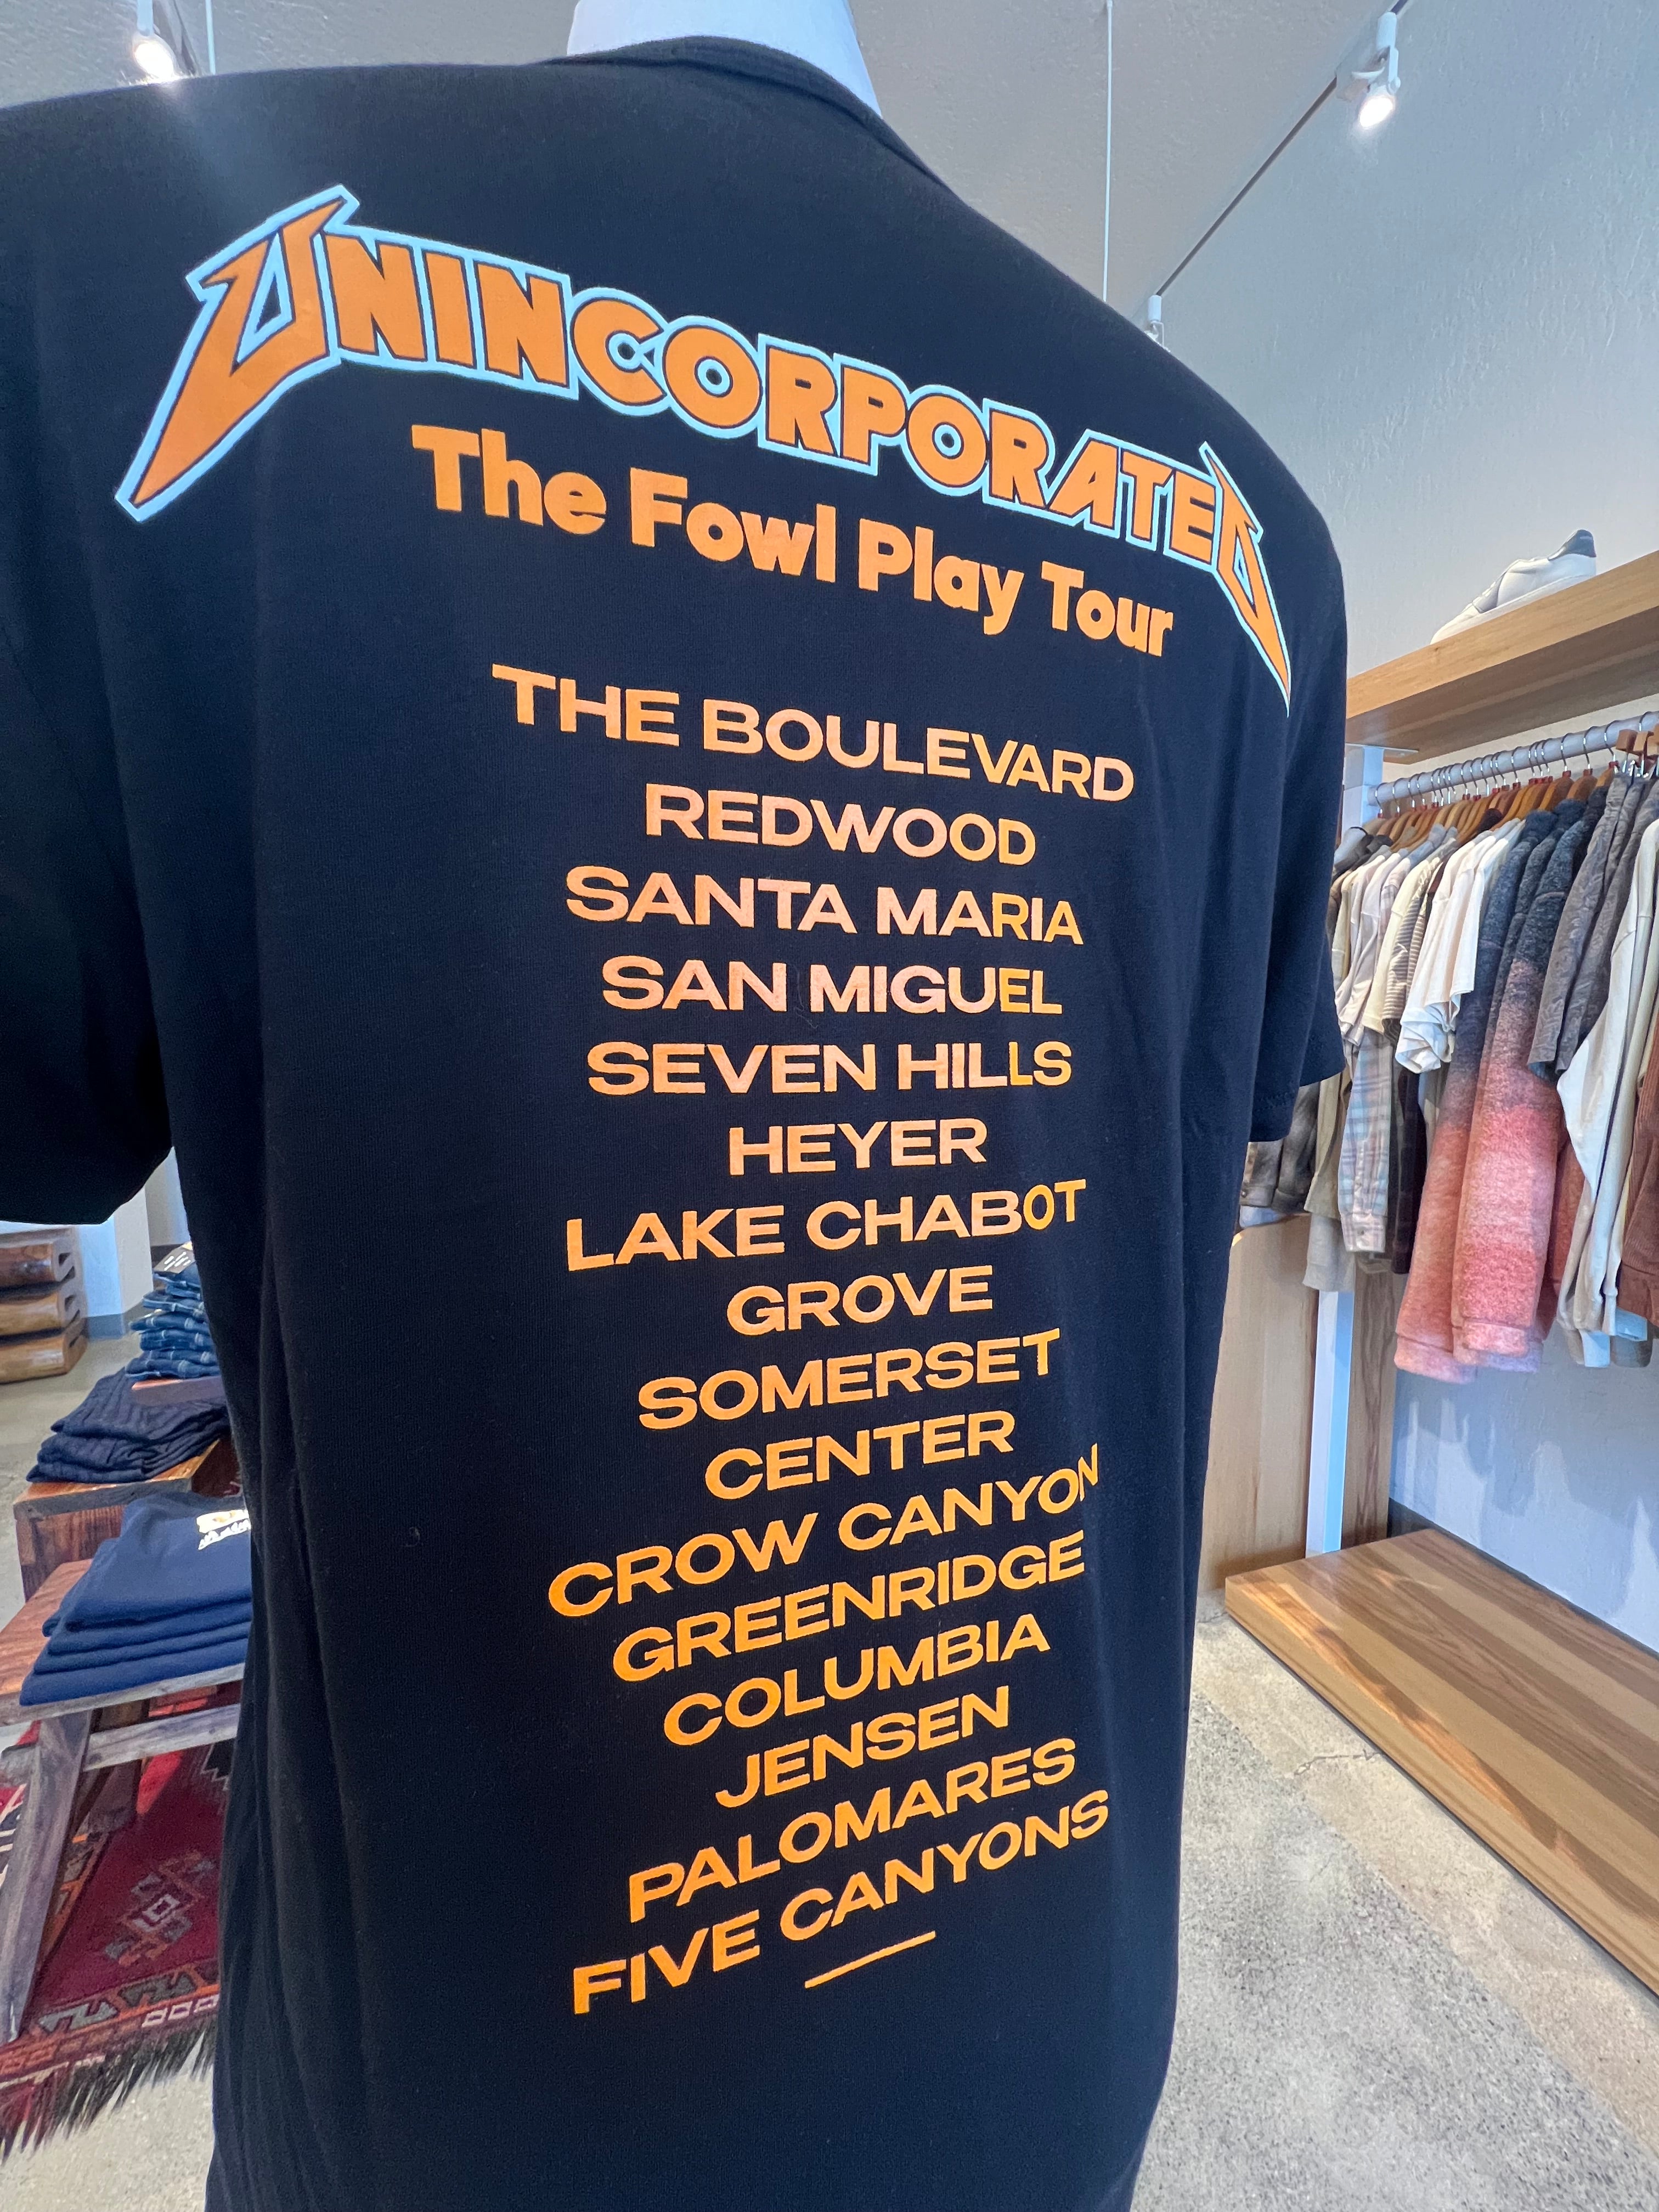 UNINCORPORATED
The Fowl Play Tour
THE BOULEVARD
REDWOOD
SANTA MARIA
SAN MIGUEL
SEVEN HILLS
HEYER
LAKE CHABOT
GROVE
SOMERSET
CENTER
CROW CANYON
GREENRIDGE
COLUMBIA
JENSEN
PALOMARES
FIVE CANYONS